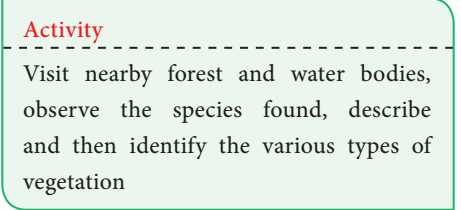 Activity
Visit nearby forest and water bodies,
observe the species found, describe
and then identify the various types of
vegetation